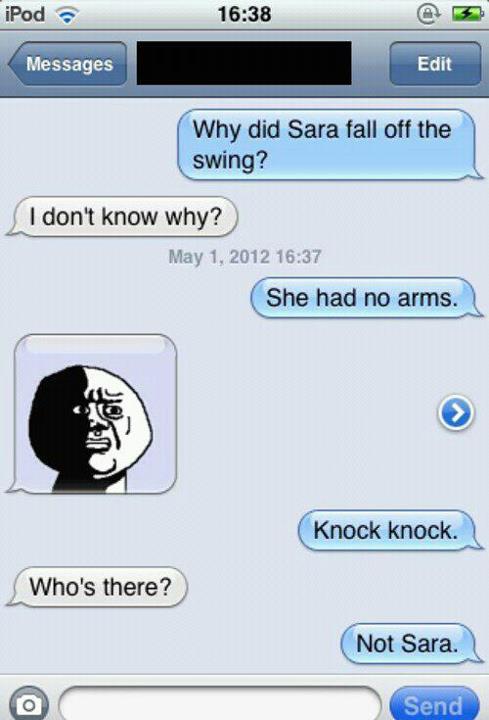 iPod 16:38
Messages Edit
Why did Sara fall off the
swing?
I don't know why?
May 1, 2012 16:37
She had no arms.
Knock knock.
Who's there?
Not Sara.
Send